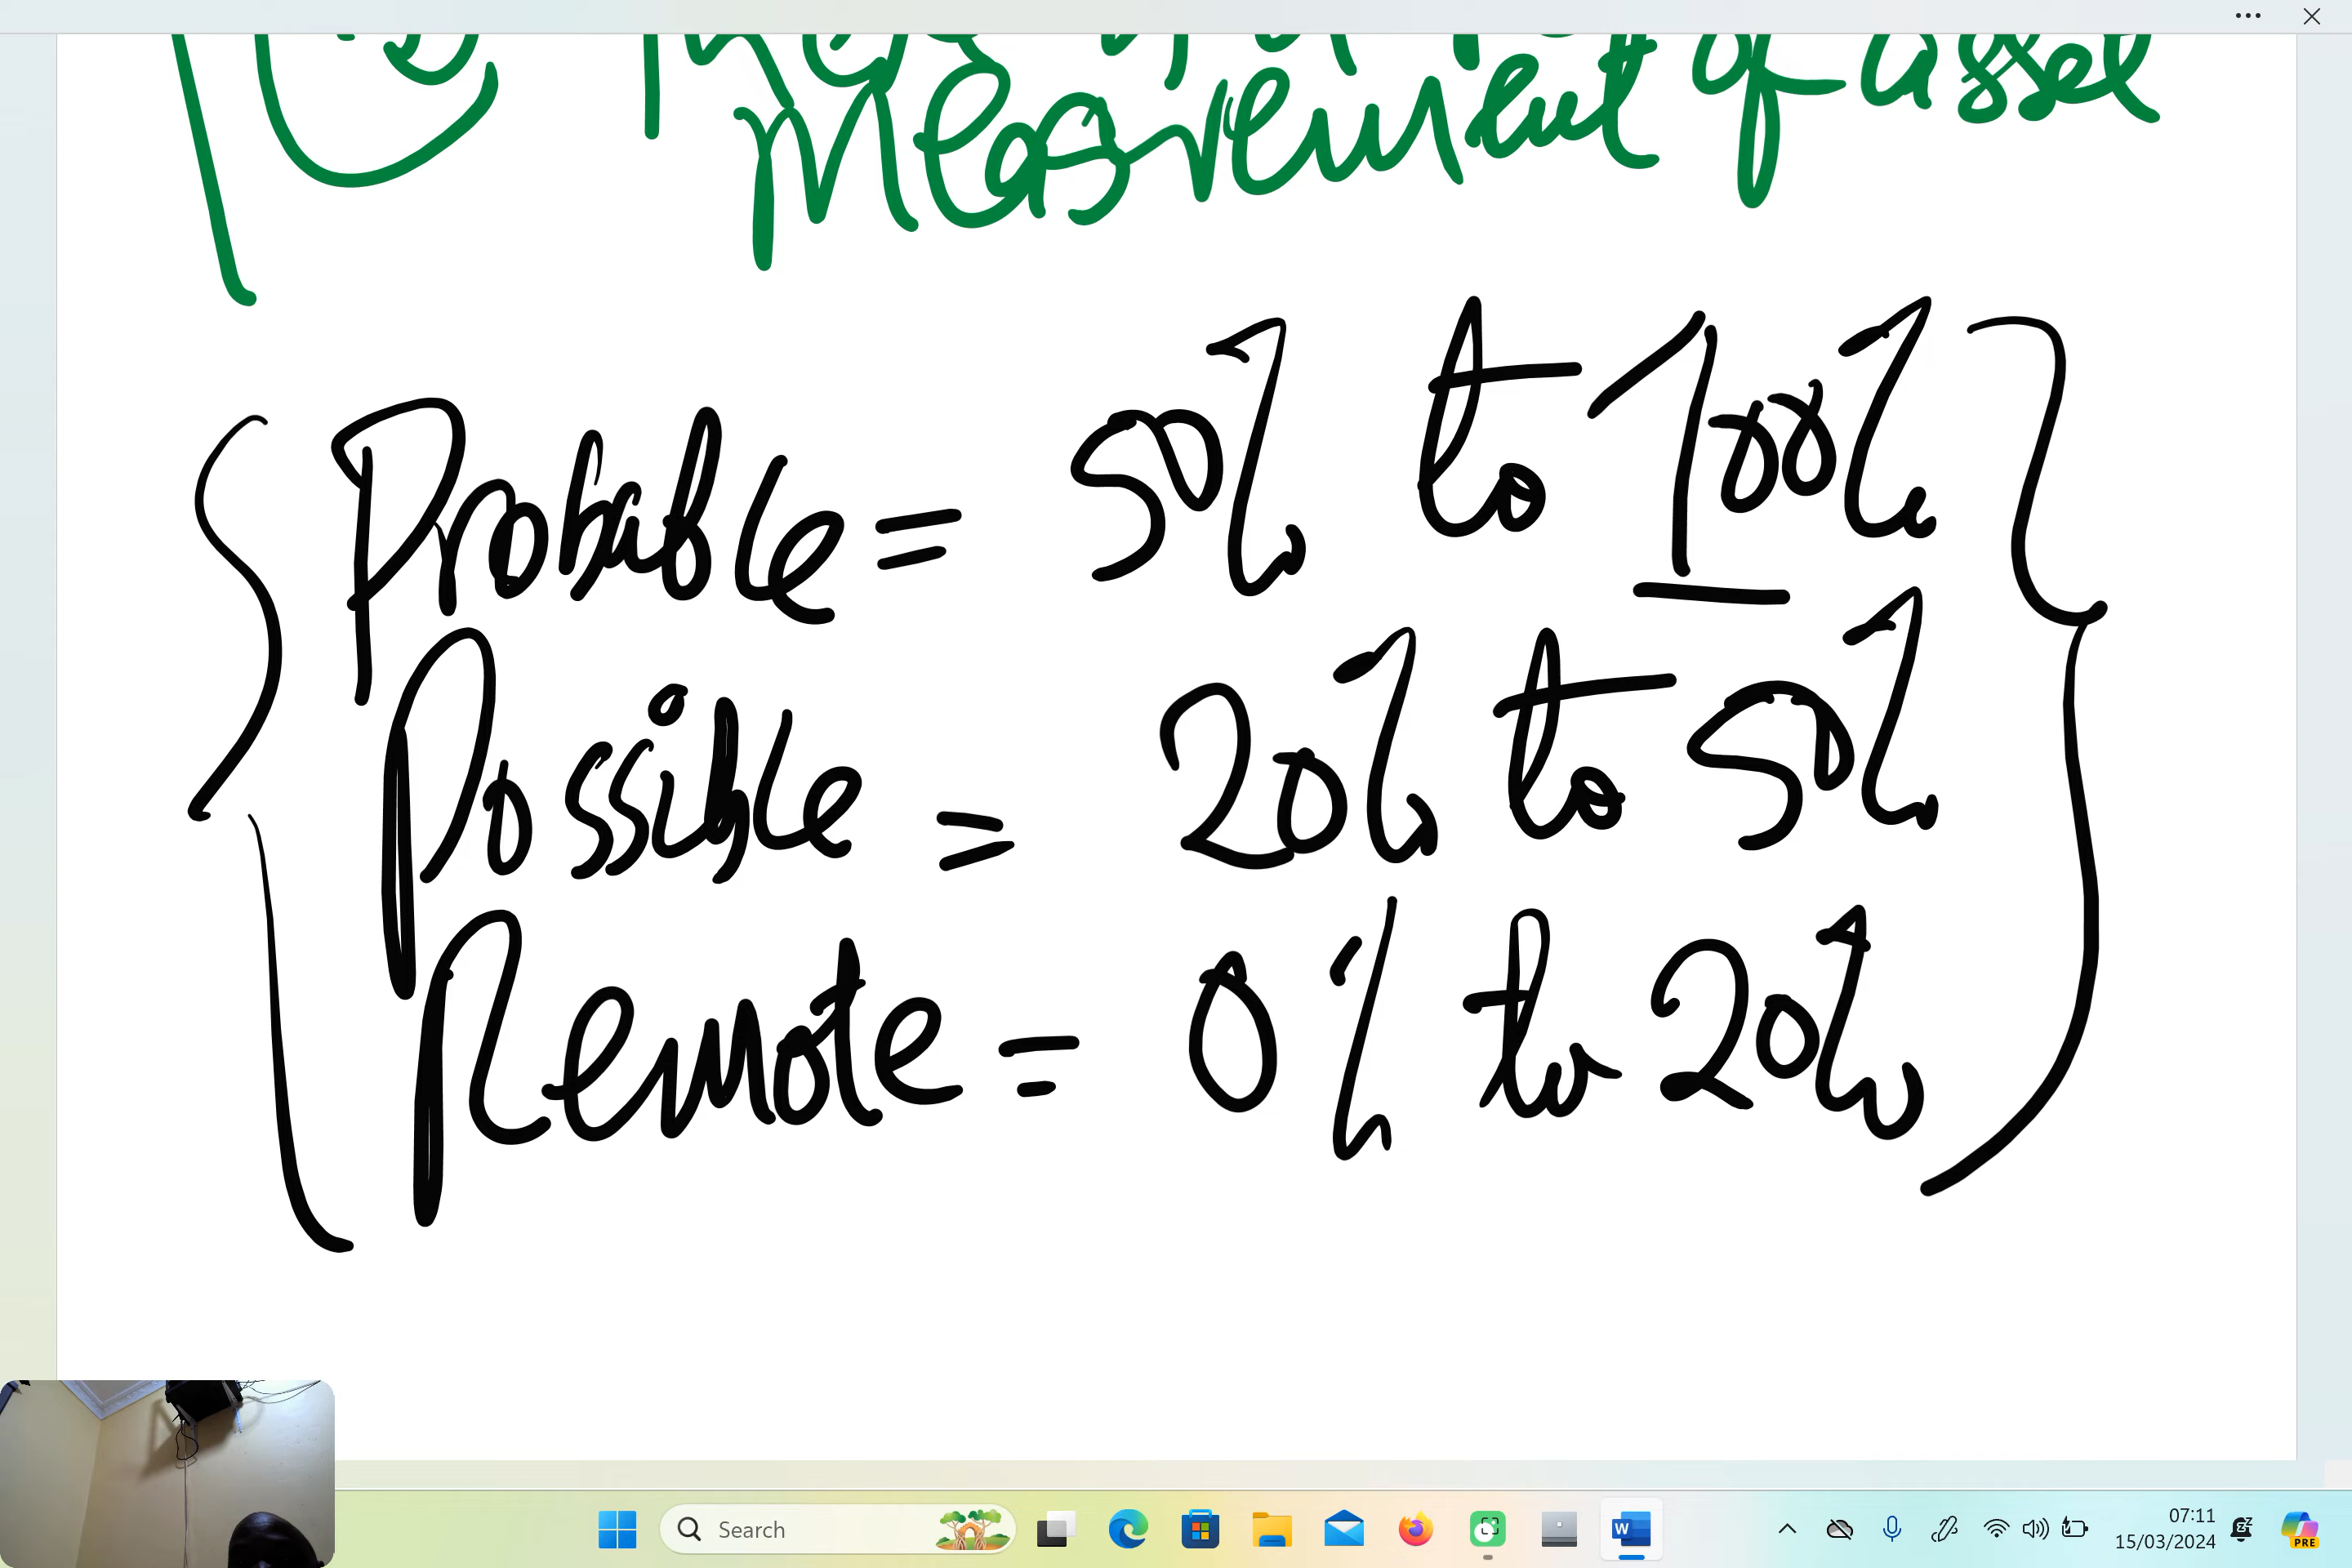 Measurement of asset
Probable = 50% to 100%
Possible = 20% to 50%
Remote = 0% to 20%
Search
07:11
15/03/2024
PRE